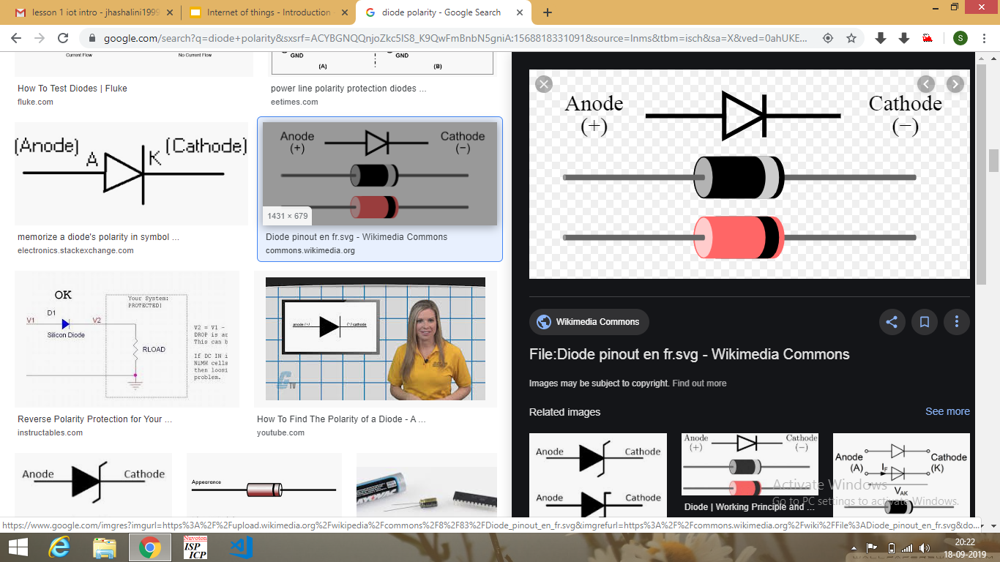 lesson 1 iot intro - jhashalini1999
Internet of things - Introduction
diode polarity - Google Search
google.com/search?q=diode+polarity&sxsrf=ACYBGNQQnjoZkc5IS8_K9QwFmBnbN5gniA:1568818331091&source=lnms&tbm=isch&sa=X&ved=0ahUKE...
S
Current Flow
No Current Flow
GND
GND
(A)
(B)
How To Test Diodes | Fluke
fluke.com
power line polarity protection diodes ...
eetimes.com
(Anode)
A
K
(Cathode)
memorize a diode's polarity in symbol ...
electronics.stackexchange.com
Anode
(+)
Cathode
(−)
1431 × 679
Diode pinout en fr.svg - Wikimedia Commons
commons.wikimedia.org
OK
D1
V1
V2
Silicon Diode
Your System:
PROTECTED!
RLOAD
V2 = V1 -
DROP is ar
This can b
If DC IN i
NiMH cells
then loosi
problem.
Reverse Polarity Protection for Your ...
instructables.com
anode (+)
(-) cathode
C
TV
How To Find The Polarity of a Diode - A ...
youtube.com
Anode
Cathode
Appearance
Anode
(+)
Cathode
(−)
Wikimedia Commons
File:Diode pinout en fr.svg - Wikimedia Commons
Images may be subject to copyright. Find out more
Related images
See more
Anode
Cathode
Anode
Cathode
Anode
(+)
Cathode
(−)
Diode | Working Principle and ...
Anode
(A)
Cathode
(K)
IF
VAK
Activate Windows
Go to PC settings to activate Windows.
https://www.google.com/imgres?imgurl=https%3A%2F%2Fupload.wikimedia.org%2Fwikipedia%2Fcommons%2F8%2F83%2FDiode_pinout_en_fr.svg&imgrefurl=https%3A%2F%2Fcommons.wikimedia.org%2Fwiki%2FFile%3ADiode_pinout_en_fr.svg&do...
Nuvoton
ISP
ICP
20:22
18-09-2019